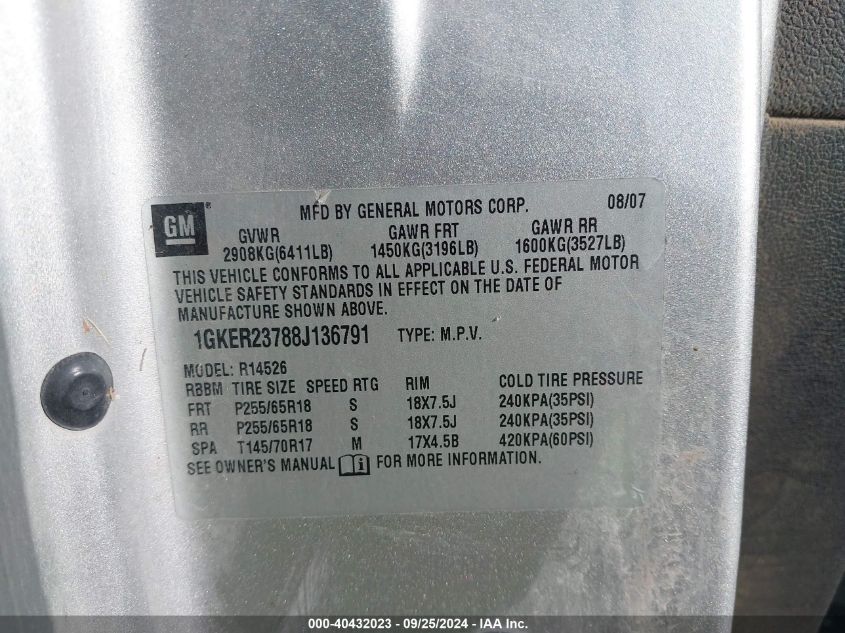 GM ® MFD BY GENERAL MOTORS CORP. 08/07
GVWR GAWR FRT GAWR RR
2908KG(6411LB) 1450KG(3196LB) 1600KG(3527LB)
THIS VEHICLE CONFORMS TO ALL APPLICABLE U.S. FEDERAL MOTOR
VEHICLE SAFETY STANDARDS IN EFFECT ON THE DATE OF
MANUFACTURE SHOWN ABOVE.
1GKER23788J136791 TYPE: M.P.V.
MODEL: R14526
RBBM TIRE SIZE SPEED RTG RIM COLD TIRE PRESSURE
FRT P255/65R18 S 18X7.5J 240KPA(35PSI)
RR P255/65R18 S 18X7.5J 240KPA(35PSI)
SPA T145/70R17 M 17X4.5B 420KPA(60PSI)
SEE OWNER'S MANUAL i FOR MORE INFORMATION.
000-40432023 - 09/25/2024 - IAA Holdings, LLC.